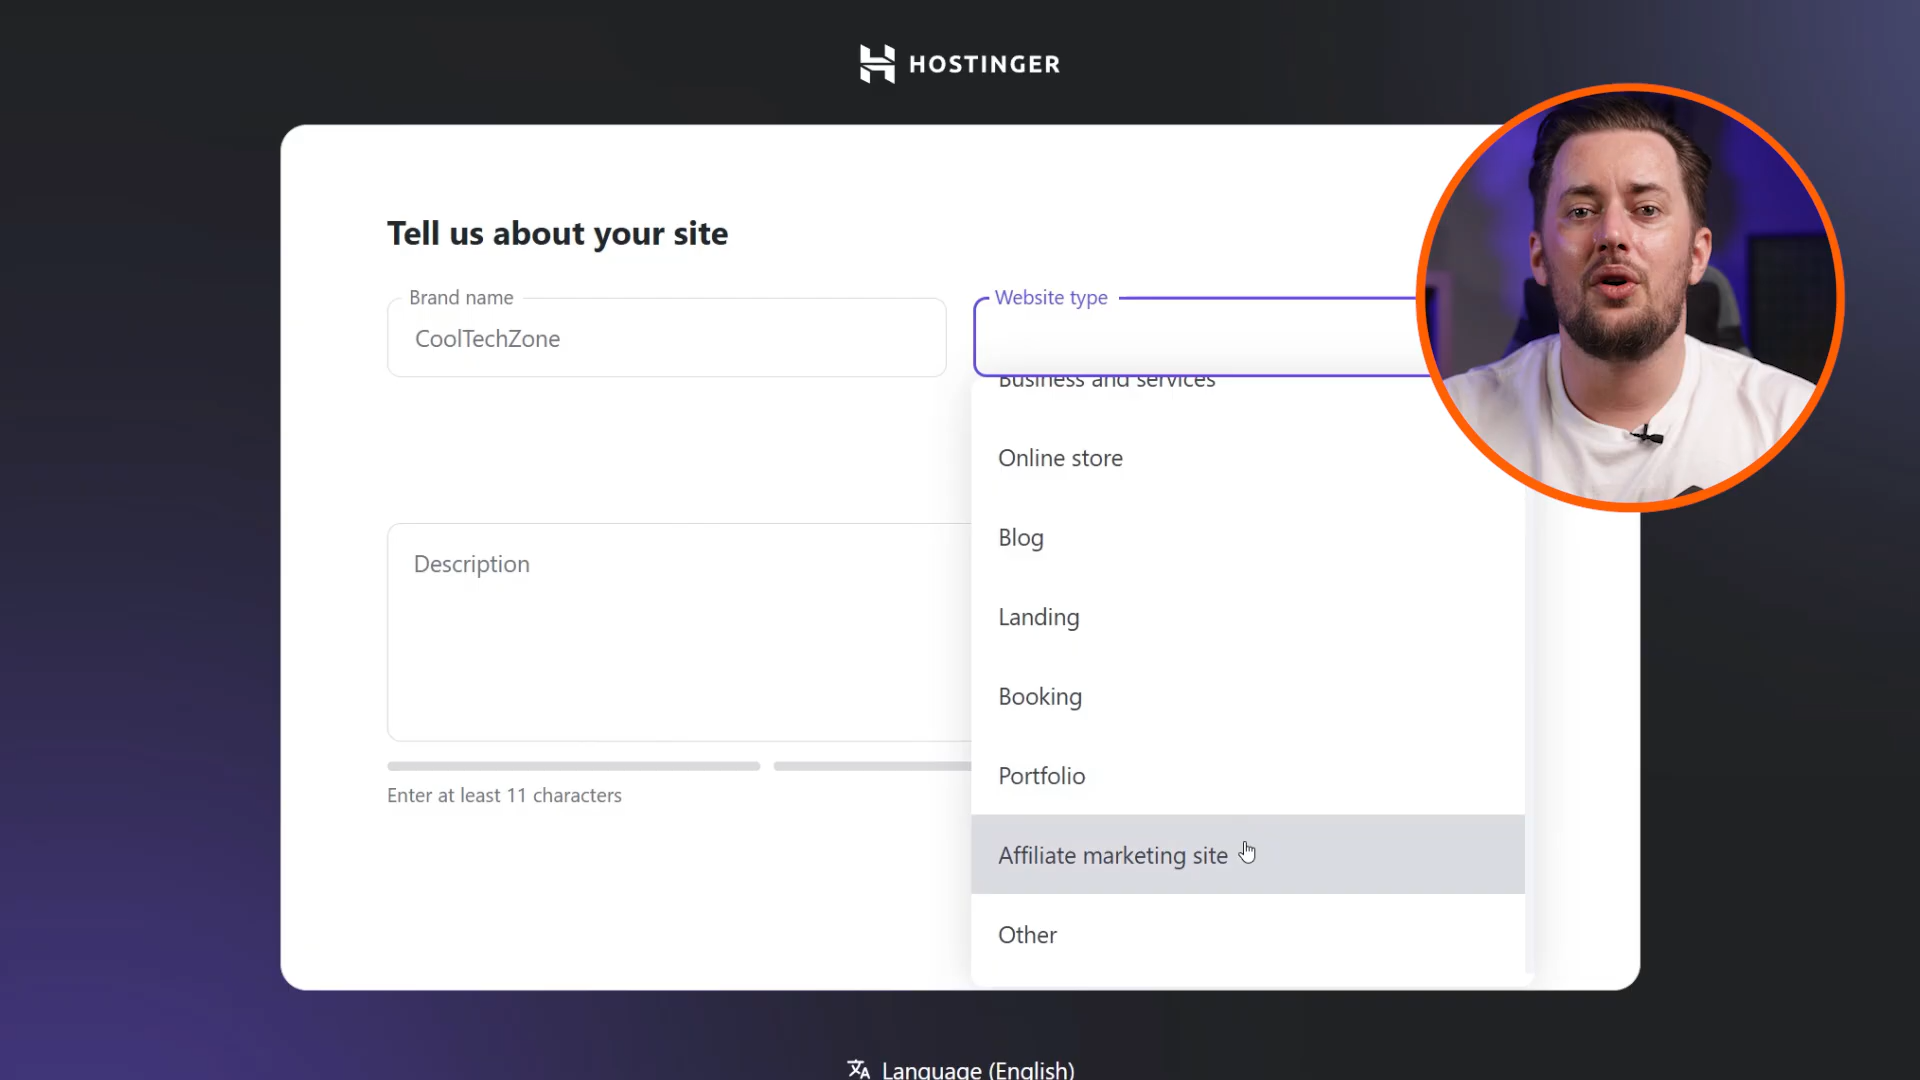 HOSTINGER
Tell us about your site
Brand name
CoolTechZone
Website type
Business and services
Online store
Blog
Landing
Booking
Portfolio
Affiliate marketing site
Other
Description
Enter at least 11 characters
Language (English)